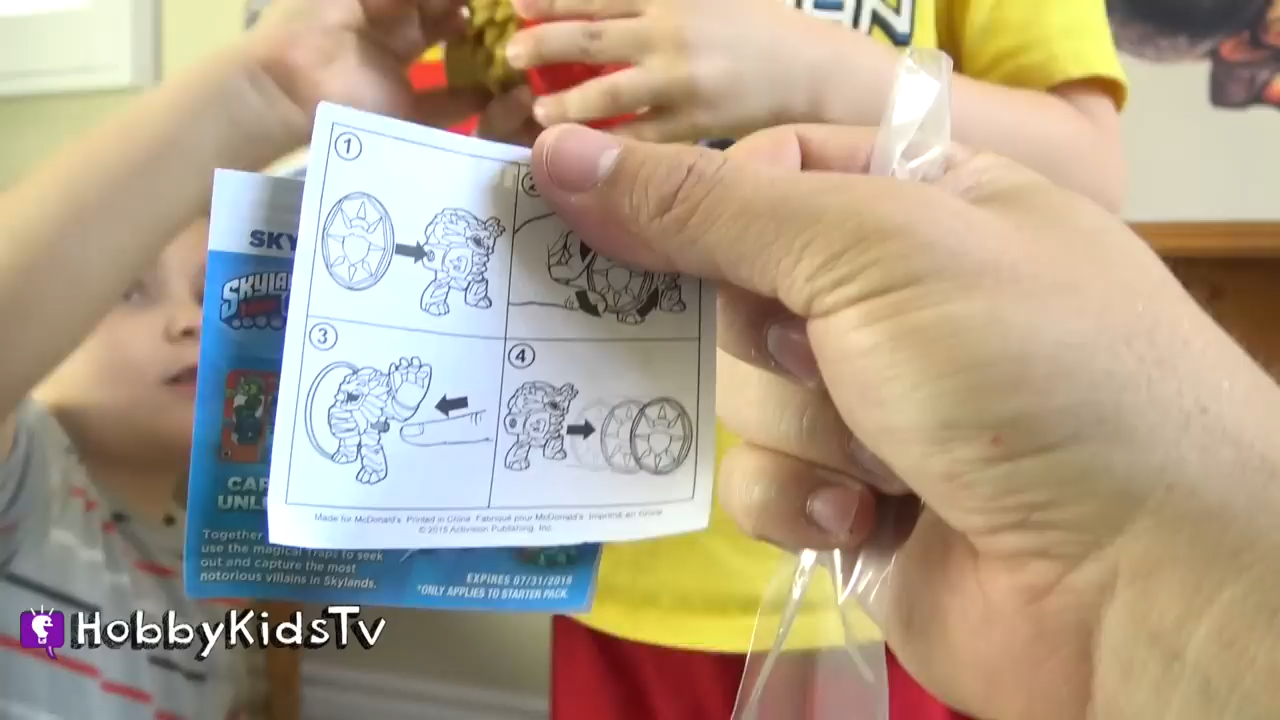 1
2
3
4
Made for McDonald's. Printed in China. Fabriqué pour McDonald's. Imprimé en Chine
© 2015 Activision Publishing, Inc.
SKY
SKYLA
CAP
UNL
Together
use the magical Traps to seek
out and capture the most
notorious villains in Skylands.
EXPIRES 07/31/2016
*ONLY APPLIES TO STARTER PACK.
HobbyKidsTv